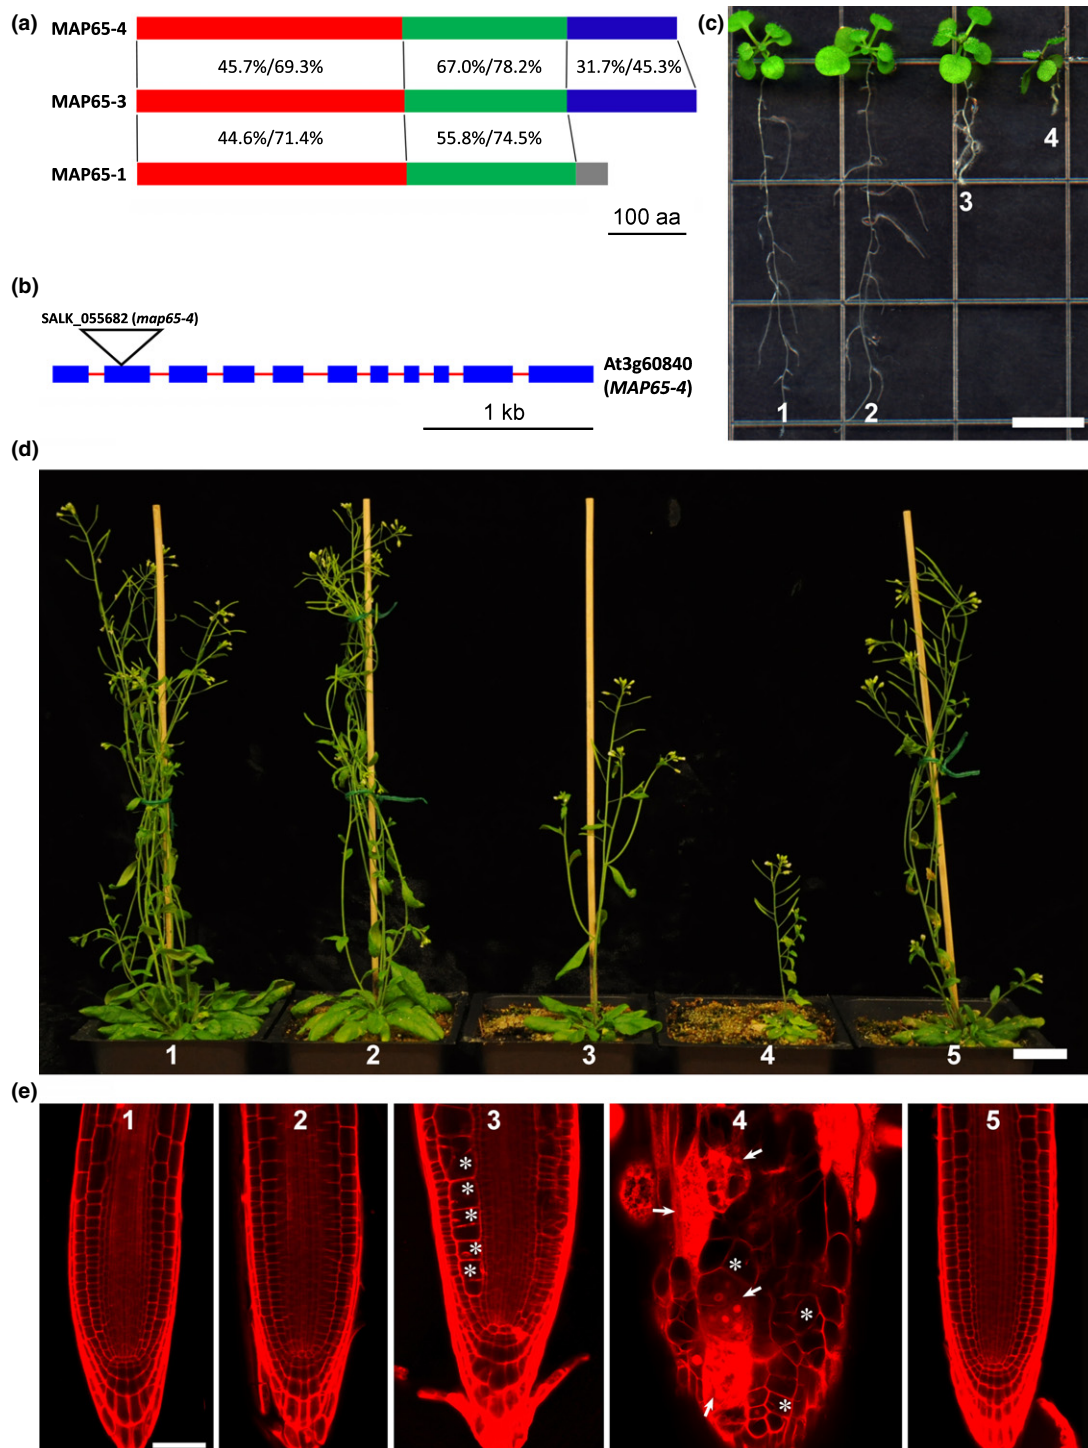 (a)
MAP65-4
45.7%/69.3% 67.0%/78.2% 31.7%/45.3%
MAP65-3
44.6%/71.4% 55.8%/74.5%
MAP65-1
100 aa
(b)
SALK_055682 (map65-4)
At3g60840
(MAP65-4)
1 kb
(c)
1 2 3 4
(d)
1 2 3 4 5
(e)
1 2 3 4 5
* * * * * * * *